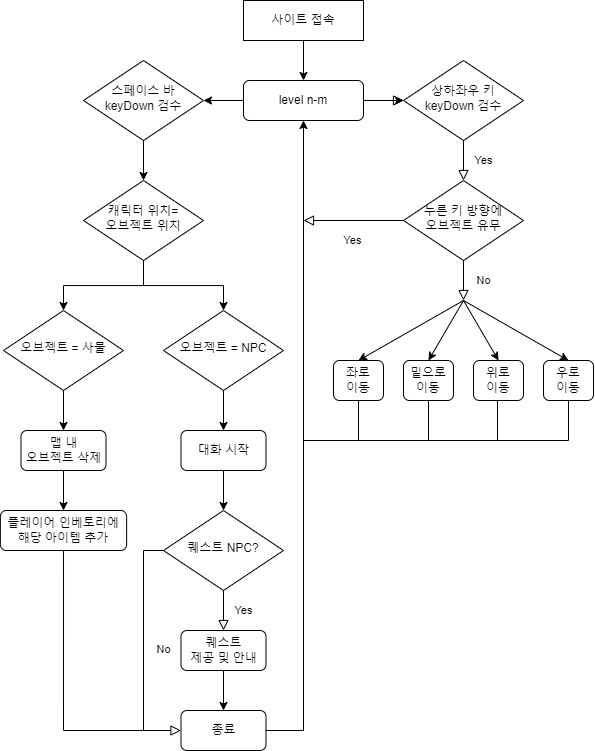 사이트 접속
스페이스 바
keyDown 검수
level n-m
상하좌우 키
keyDown 검수
Yes
캐릭터 위치=
오브젝트 위치
누른 키 방향에
오브젝트 유무
Yes
No
오브젝트 = 사물
오브젝트 = NPC
좌로
이동
밑으로
이동
위로
이동
우로
이동
맵 내
오브젝트 삭제
대화 시작
플레이어 인베토리에
해당 아이템 추가
퀘스트 NPC?
Yes
No
퀘스트
제공 및 안내
종료